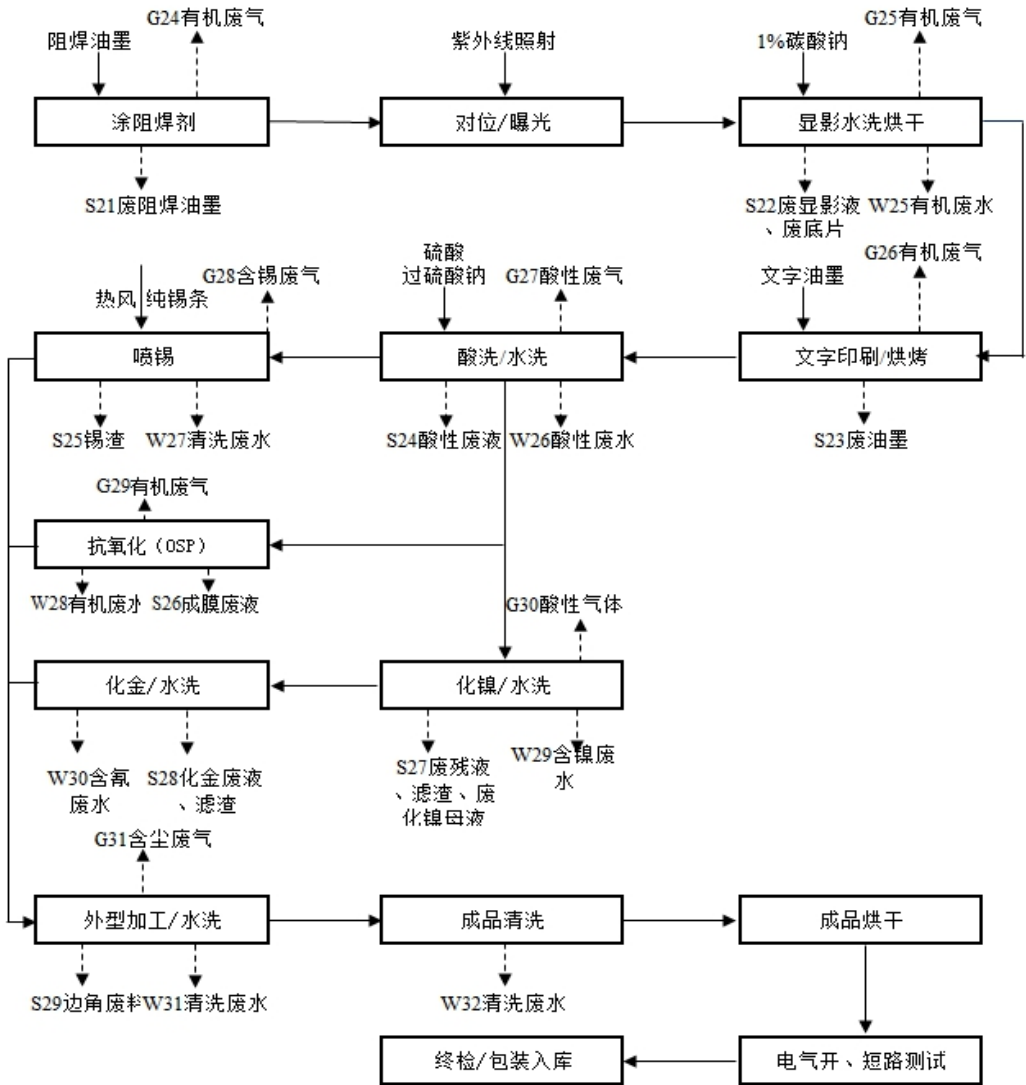 G24有机废气
G25有机废气
阻焊油墨
紫外线照射
1%碳酸钠
涂阻焊剂
对位/曝光
显影水洗烘干
S21废阻焊油墨
S22废显影液
、废底片
W25有机废水
硫酸
过硫酸钠
G28含锡废气
G27酸性废气
G26有机废气
热风
纯锡条
文字油墨
喷锡
酸洗/水洗
文字印刷/烘烤
S25锡渣
W27清洗废水
S24酸性废液
W26酸性废水
S23废油墨
G29有机废气
抗氧化（OSP）
W28有机废水
S26成膜废液
G30酸性气体
化金/水洗
化镍/水洗
W30含氰
废水
S28化金废液
、滤渣
S27废残液
、滤渣、废
化镍母液
W29含镍废
水
G31含尘废气
外型加工/水洗
成品清洗
成品烘干
S29边角废料
W31清洗废水
W32清洗废水
终检/包装入库
电气开、短路测试